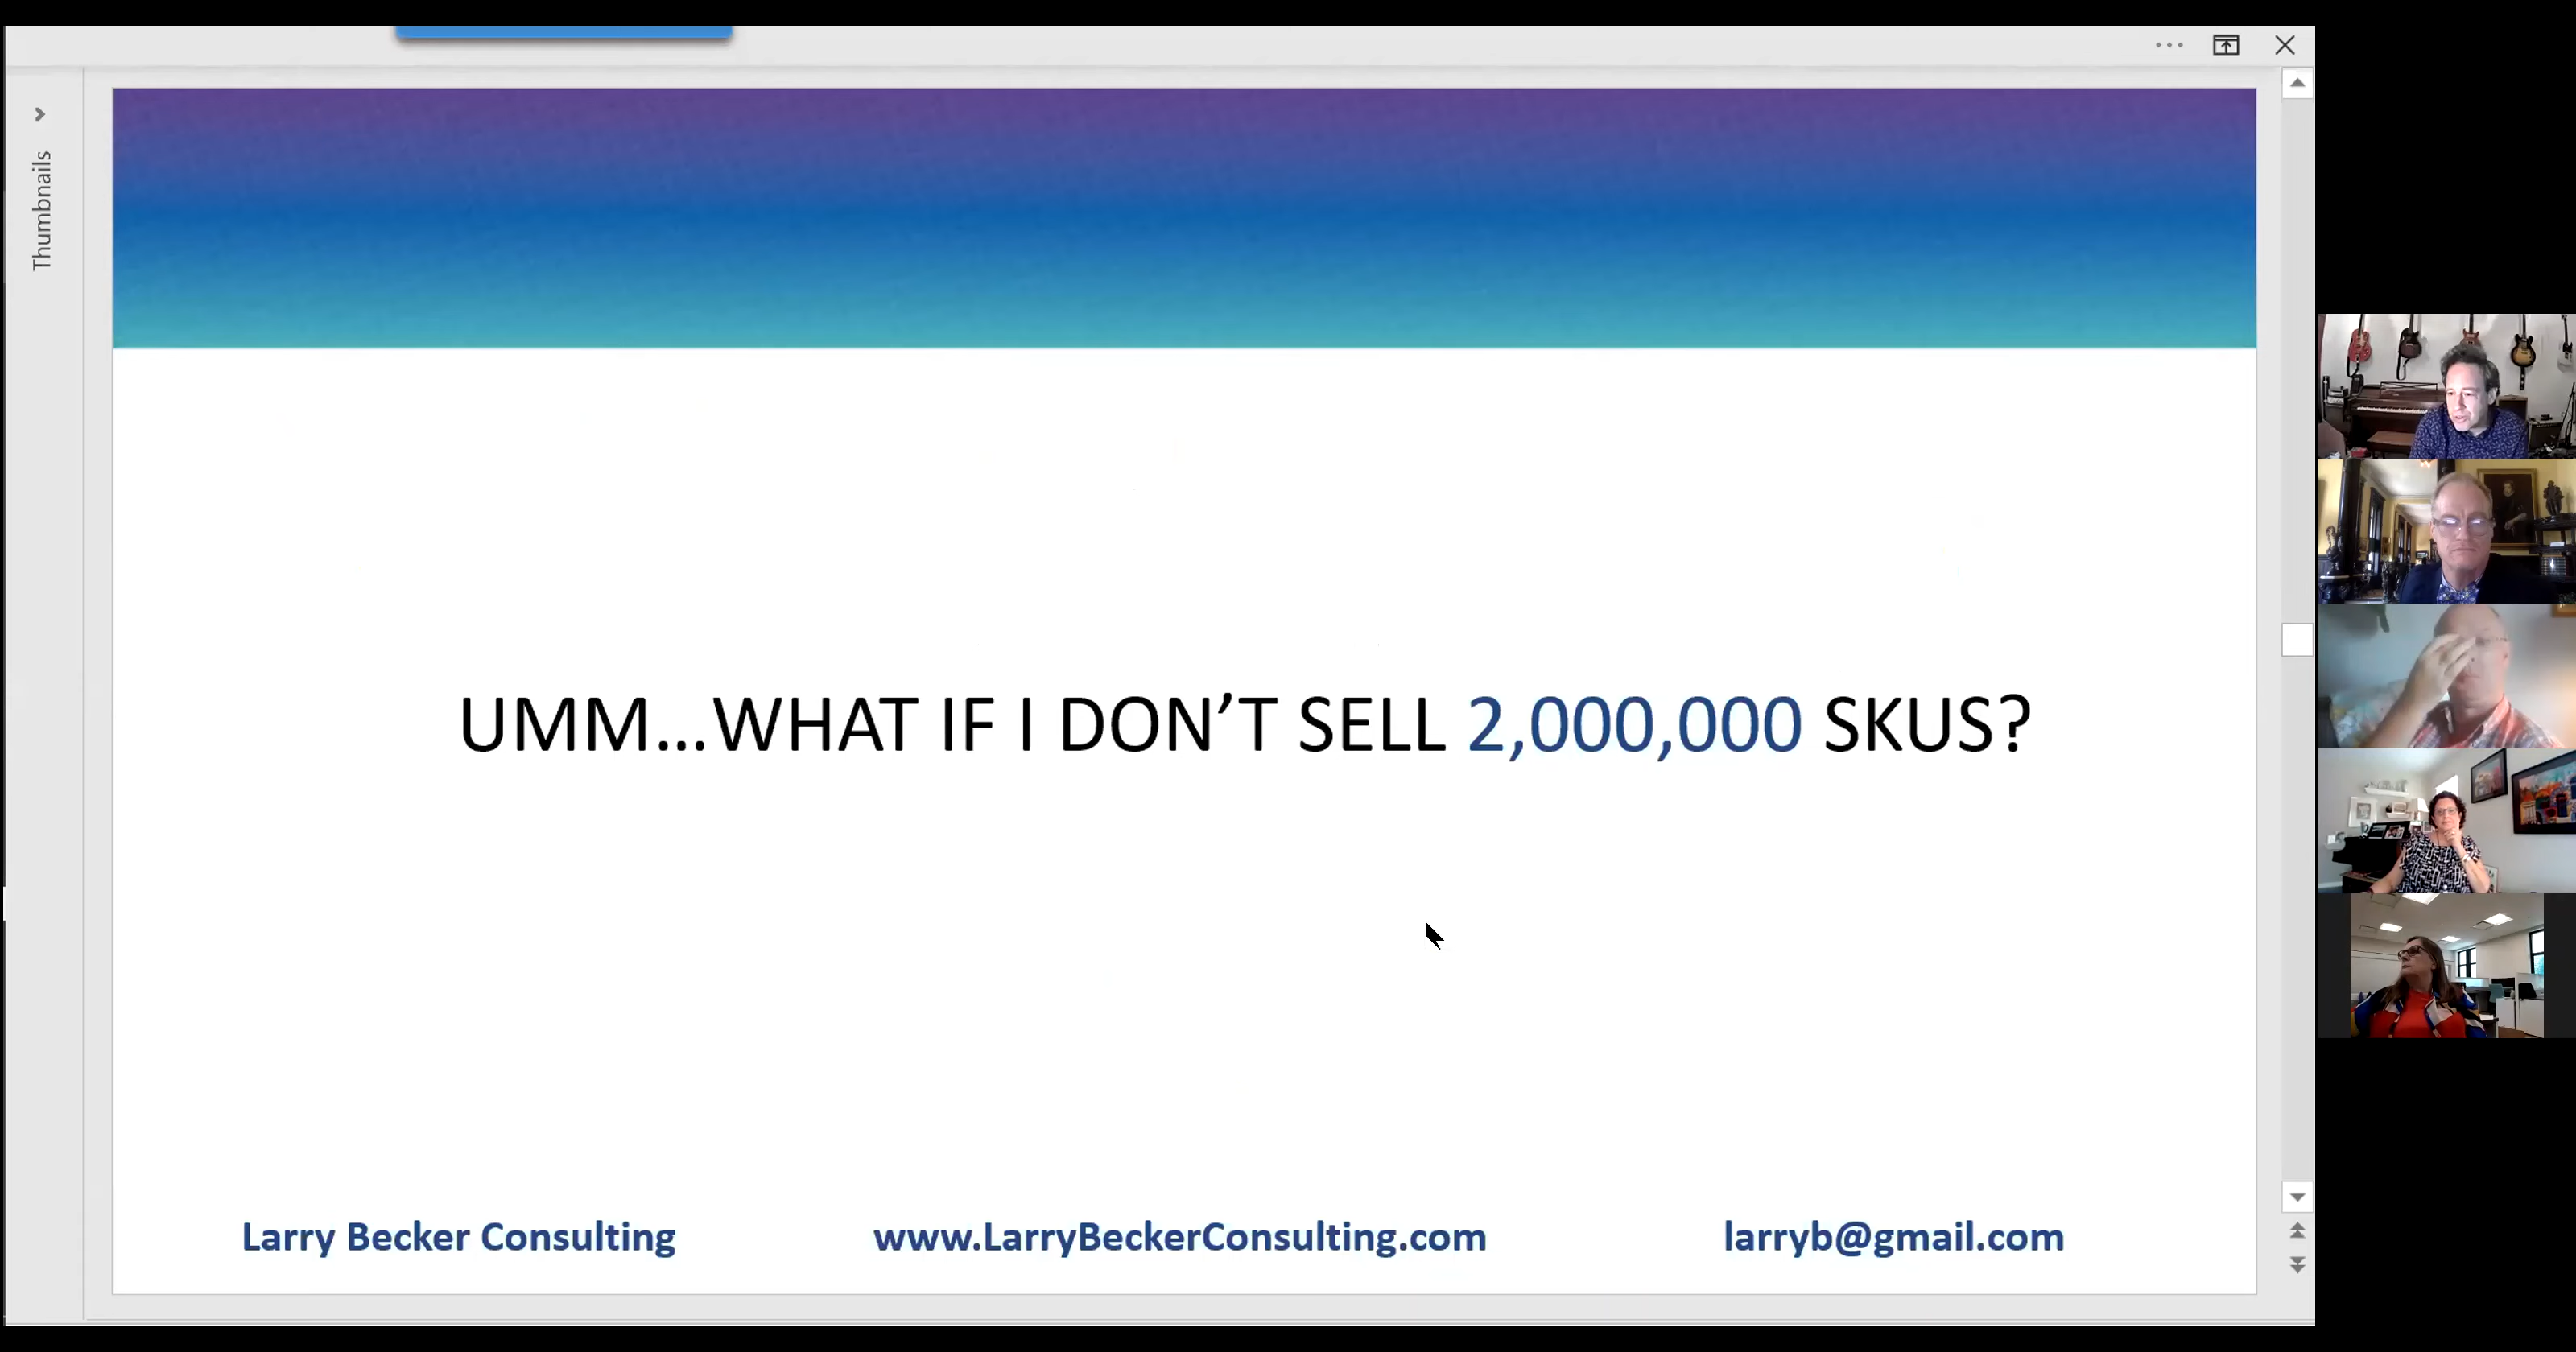 Thumbnails
UMM...WHAT IF I DON’T SELL 2,000,000 SKUS?
Larry Becker Consulting
www.LarryBeckerConsulting.com
larryb@gmail.com